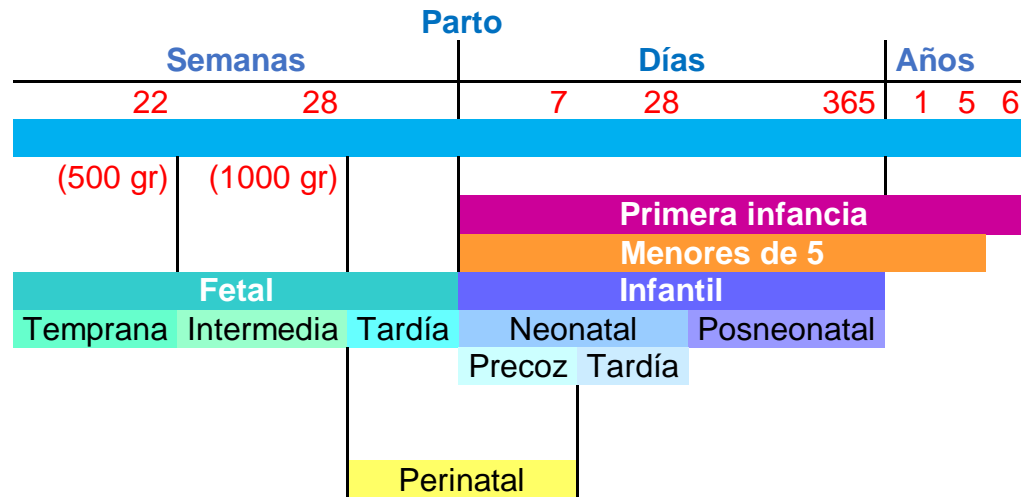 Parto
Semanas Días Años
22 28 7 28 365 1 5 6
(500 gr) (1000 gr)
Primera infancia
Menores de 5
Fetal Infantil
Temprana Intermedia Tardía Neonatal Posneonatal
Precoz Tardía
Perinatal